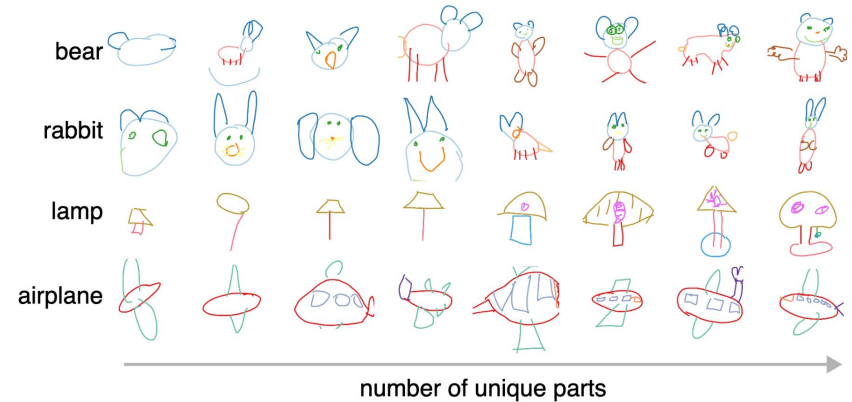 bear
rabbit
lamp
airplane
number of unique parts